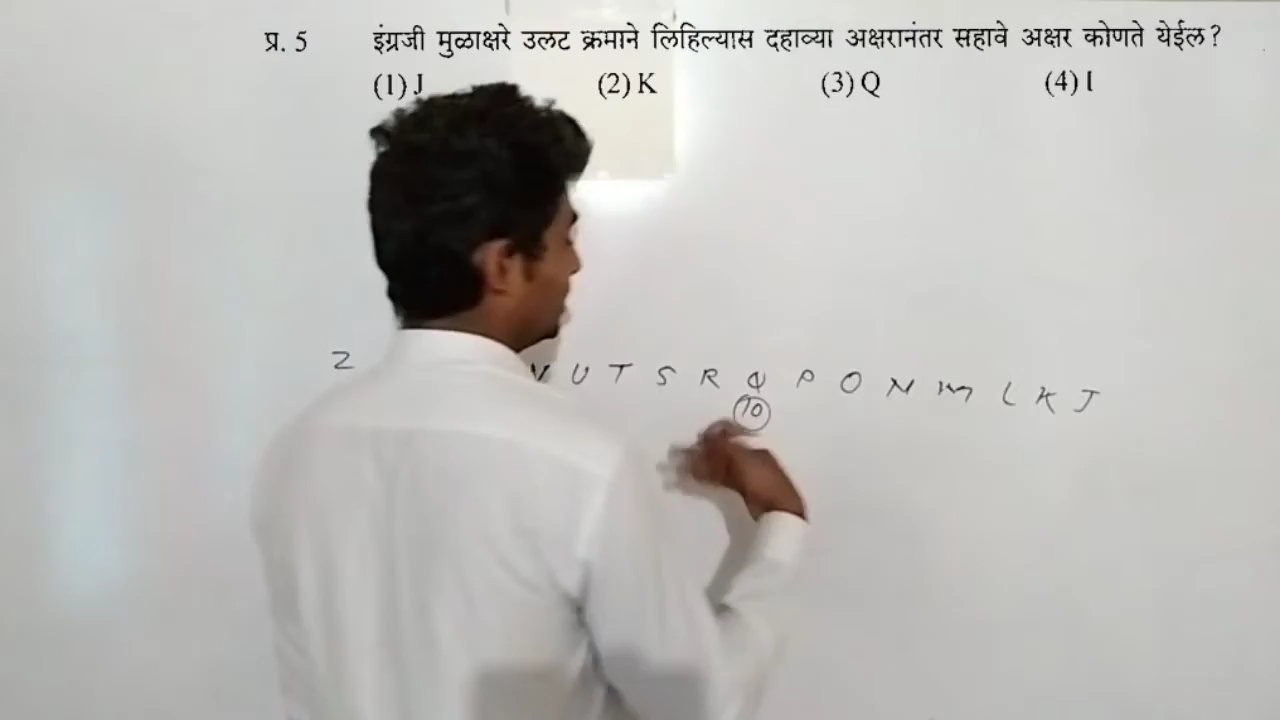 प्र. 5 इंग्रजी मुळाक्षरे उलट क्रमाने लिहिल्यास दहाव्या अक्षरानंतर सहावे अक्षर कोणते येईल?
(1) J (2) K (3) Q (4) I
Z V U T S R Q P O N M L K J
10